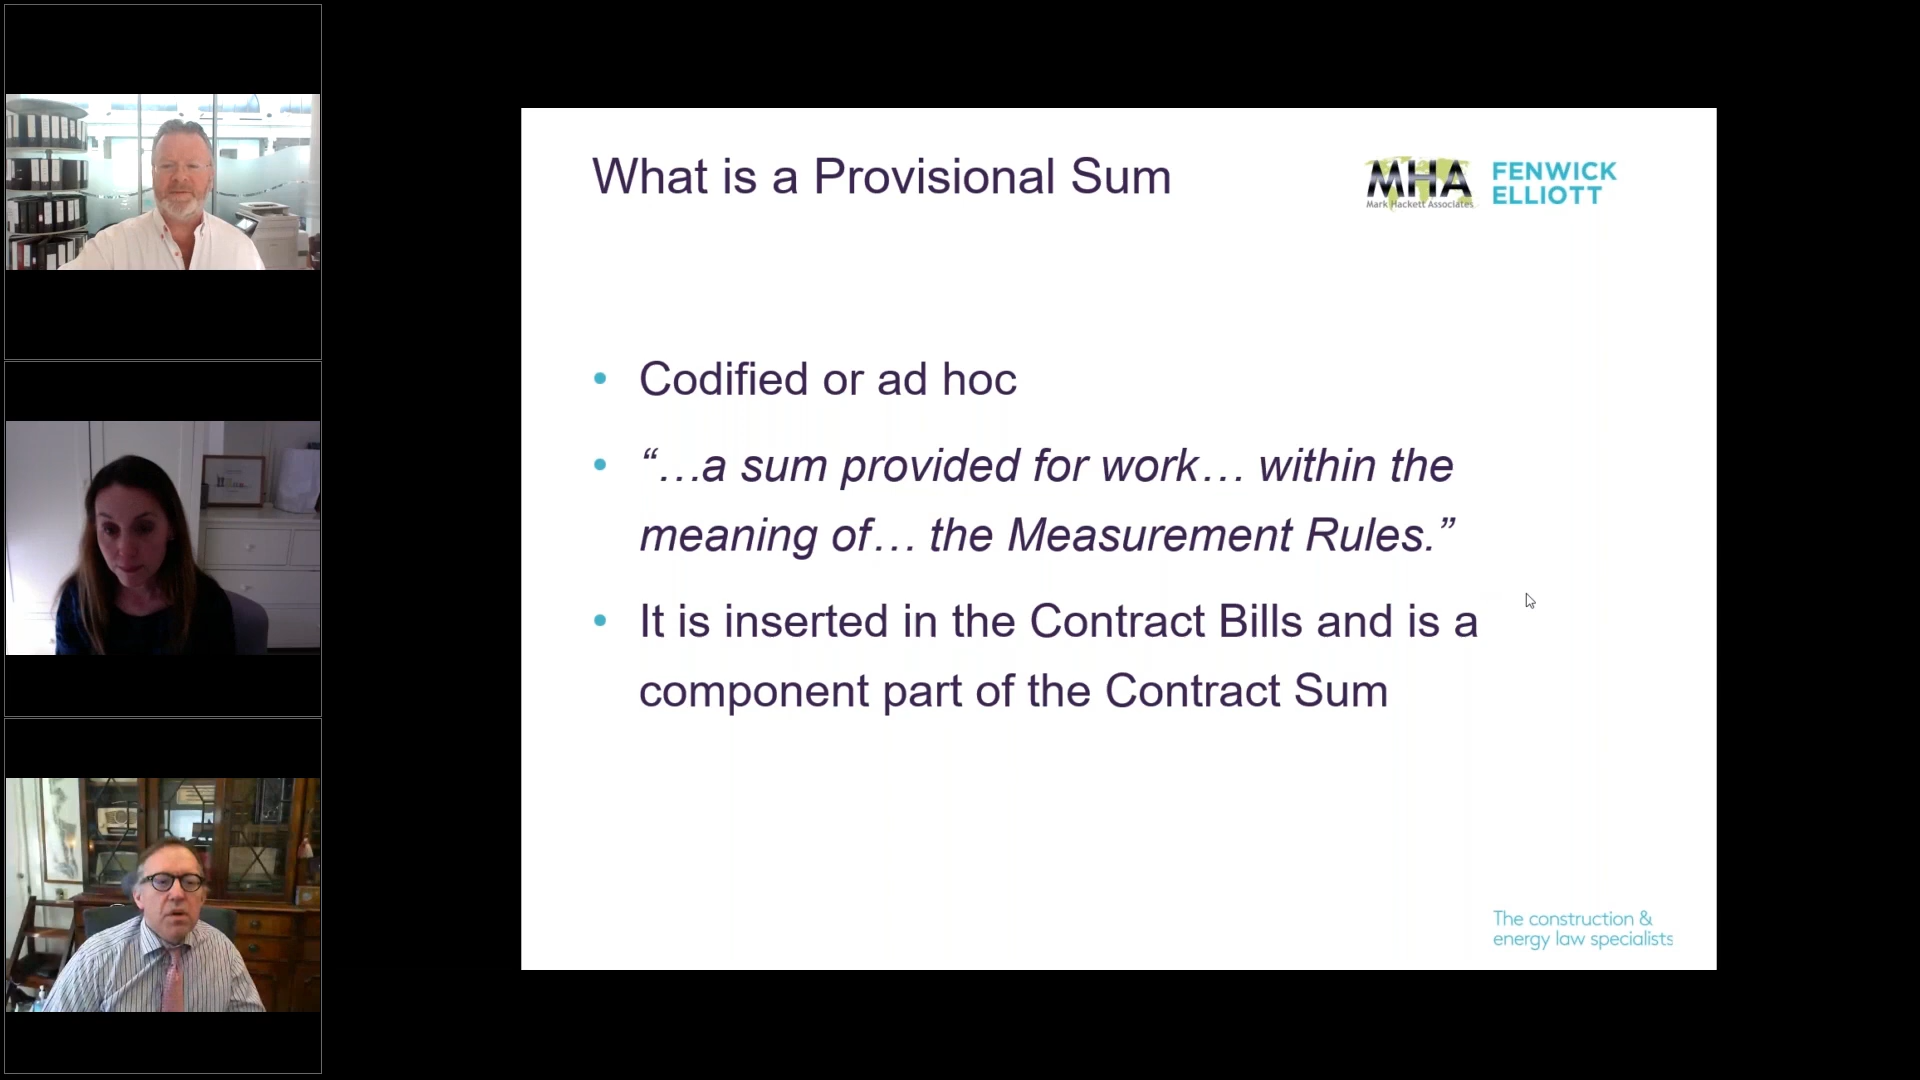 What is a Provisional Sum
MHA
Mark Hackett Associates
FENWICK
ELLIOTT
• Codified or ad hoc
• “…a sum provided for work… within the
meaning of… the Measurement Rules.”
• It is inserted in the Contract Bills and is a
component part of the Contract Sum
The construction &
energy law specialists